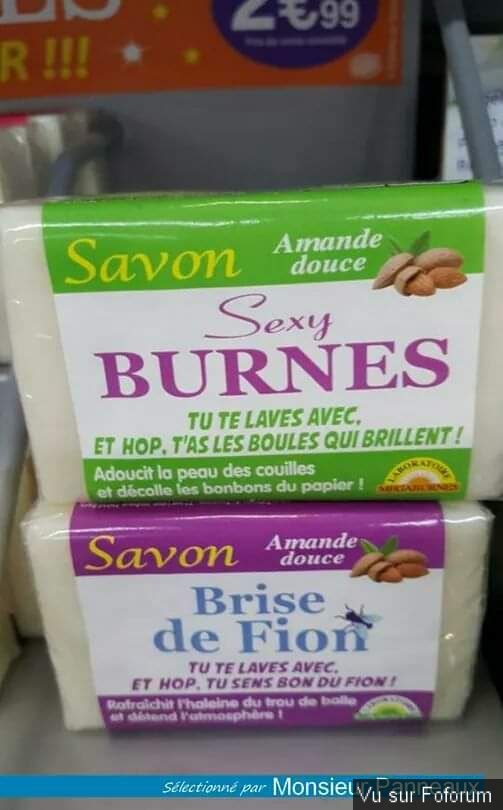 2€99
R !!!
Savon
Amande
douce
Sexy
BURNES
TU TE LAVES AVEC,
ET HOP, T'AS LES BOULES QUI BRILLENT !
Adoucit la peau des couilles
et décolle les bonbons du papier !
LABORATOIRE
Savon
Amande
douce
Brise
de Fion
TU TE LAVES AVEC,
ET HOP, TU SENS BON DU FION !
Rafraîchit l'haleine du trou de balle
et détend l'atmosphère !
Sélectionné par Monsieur Panneaux
Vu sur Foforum